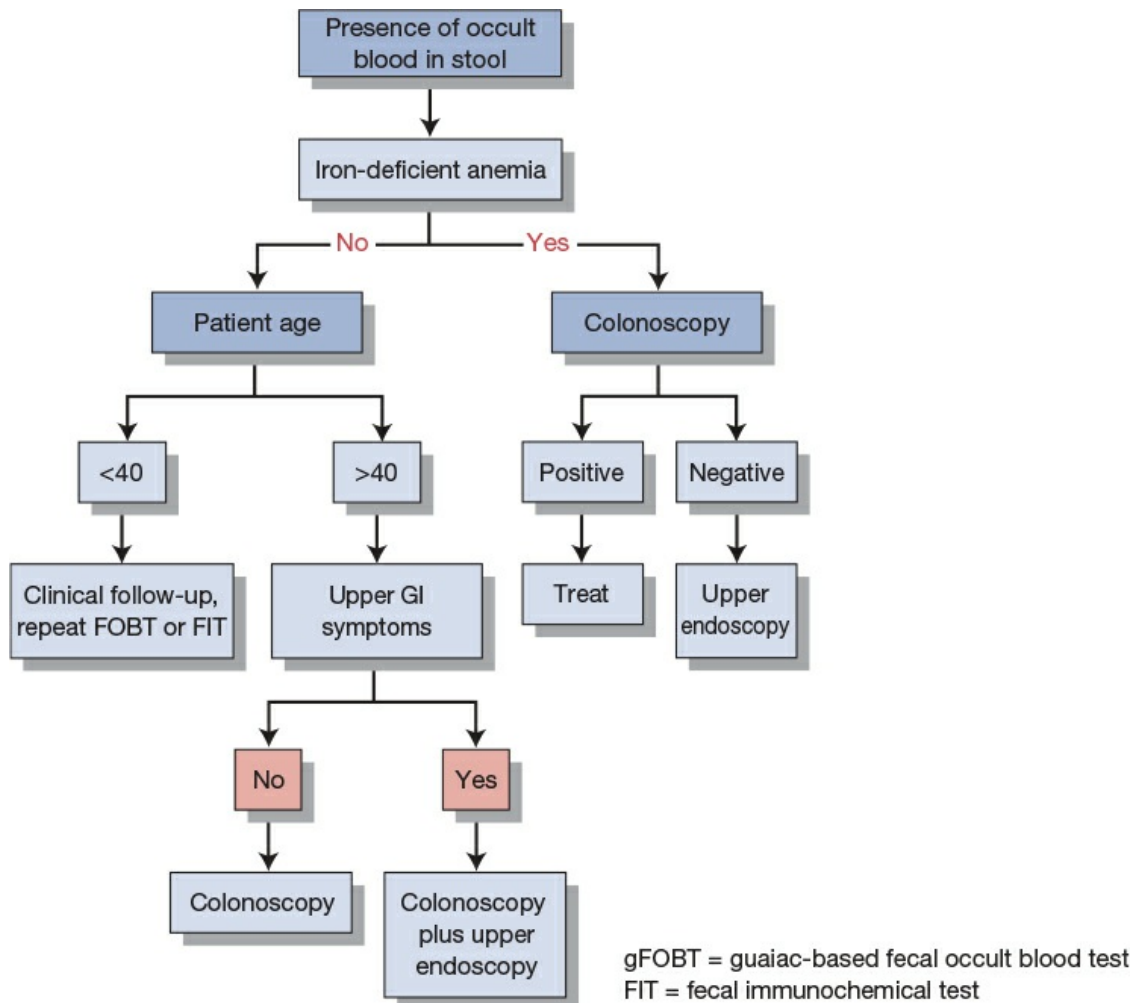 Presence of occult
blood in stool
Iron-deficient anemia
No
Yes
Patient age
Colonoscopy
<40
>40
Positive
Negative
Clinical follow-up,
repeat FOBT or FIT
Upper GI
symptoms
Treat
Upper
endoscopy
No
Yes
Colonoscopy
Colonoscopy
plus upper
endoscopy
gFOBT = guaiac-based fecal occult blood test
FIT = fecal immunochemical test